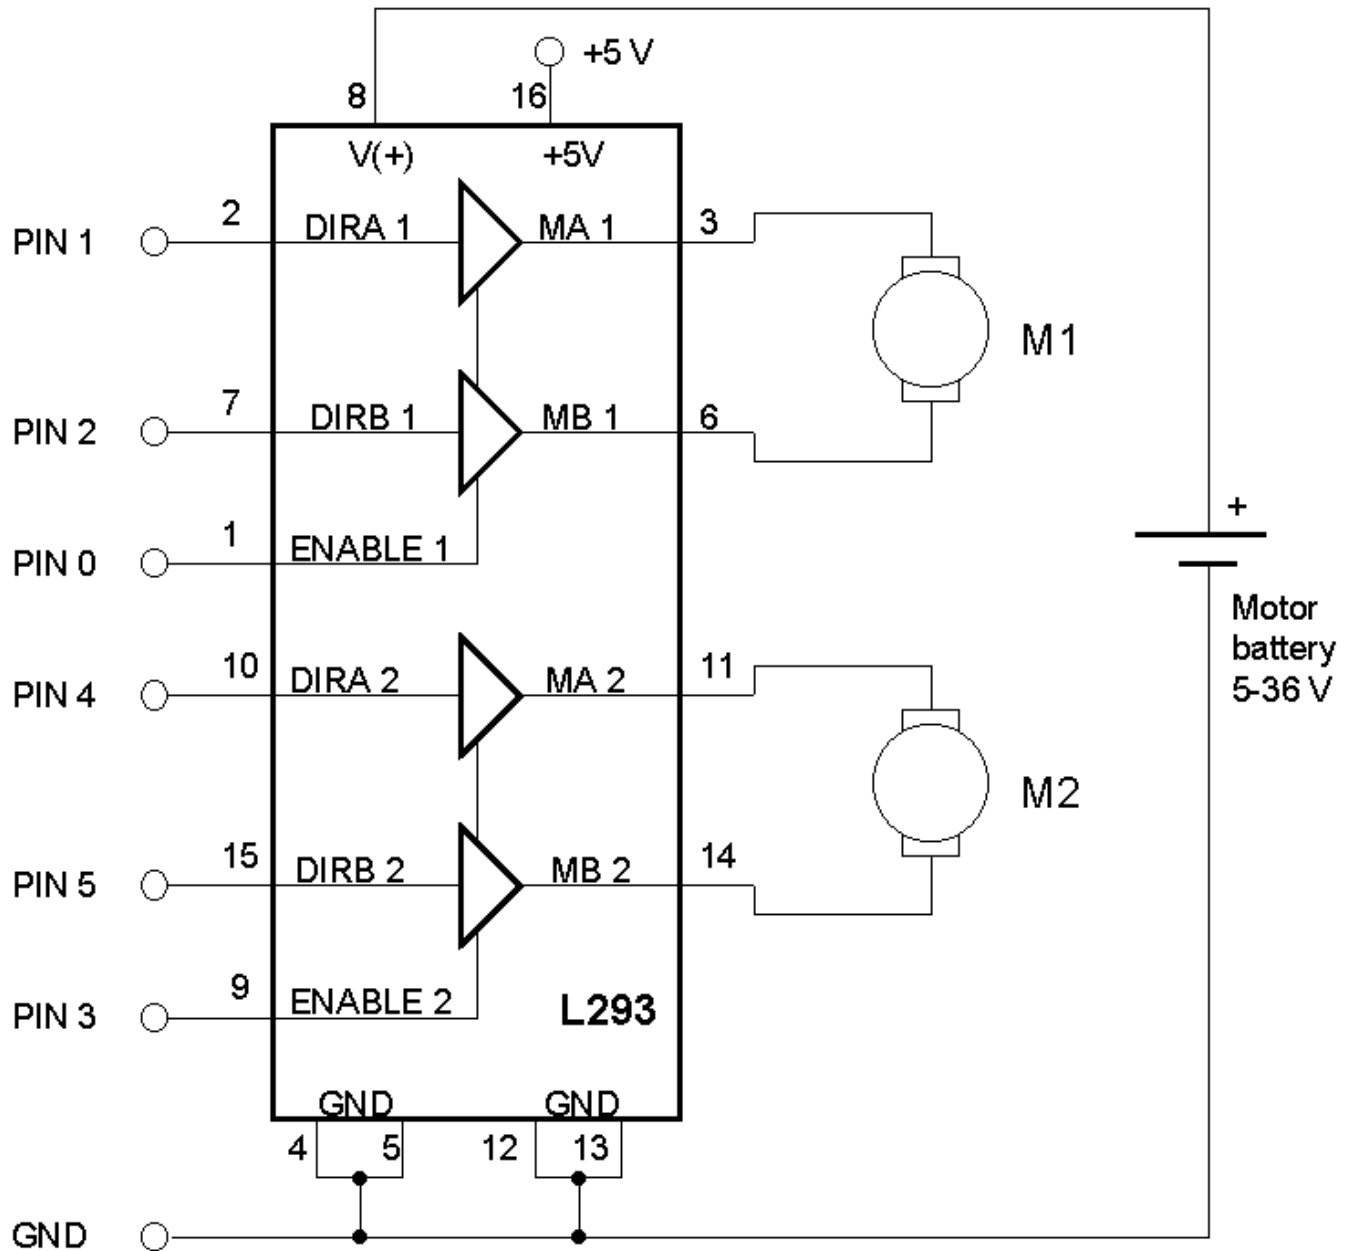 +5 V
8
16
V(+)
+5V
PIN 1
2
DIRA 1
MA 1
3
M1
PIN 2
7
DIRB 1
MB 1
6
PIN 0
1
ENABLE 1
+
Motor
battery
5-36 V
PIN 4
10
DIRA 2
MA 2
11
M2
PIN 5
15
DIRB 2
MB 2
14
PIN 3
9
ENABLE 2
L293
GND
GND
4
5
12
13
GND